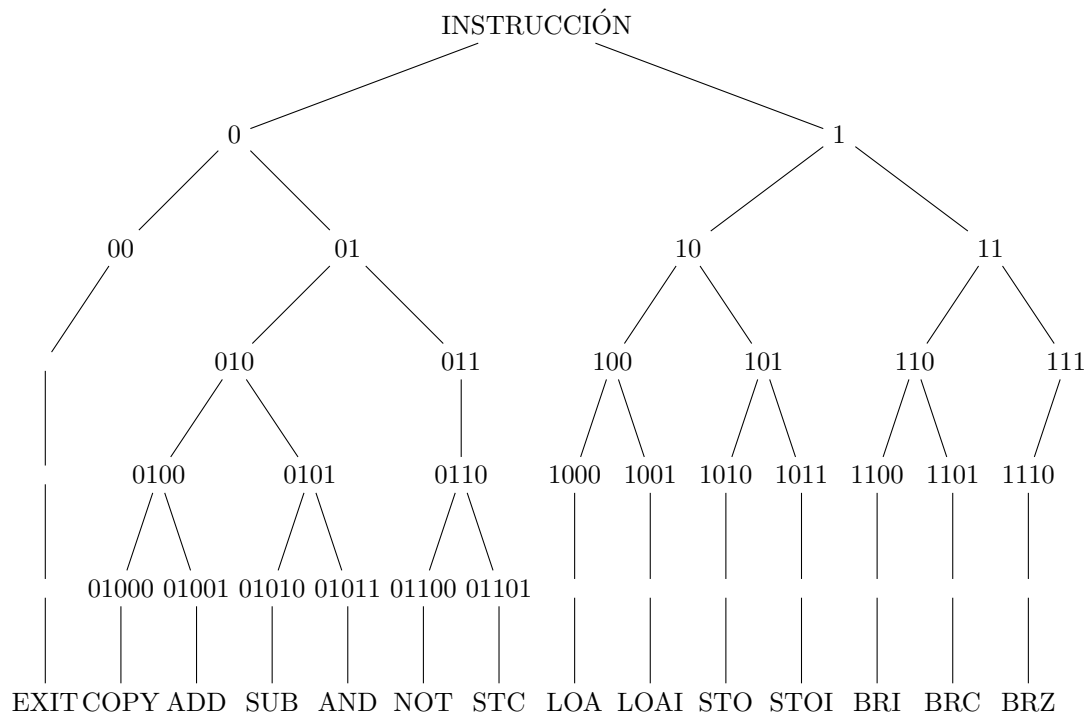 INSTRUCCIÓN
0 1
00 01 10 11
010 011 100 101 110 111
0100 0101 0110 1000 1001 1010 1011 1100 1101 1110
01000 01001 01010 01011 01100 01101
EXIT COPY ADD SUB AND NOT STC LOA LOAI STO STOI BRI BRC BRZ